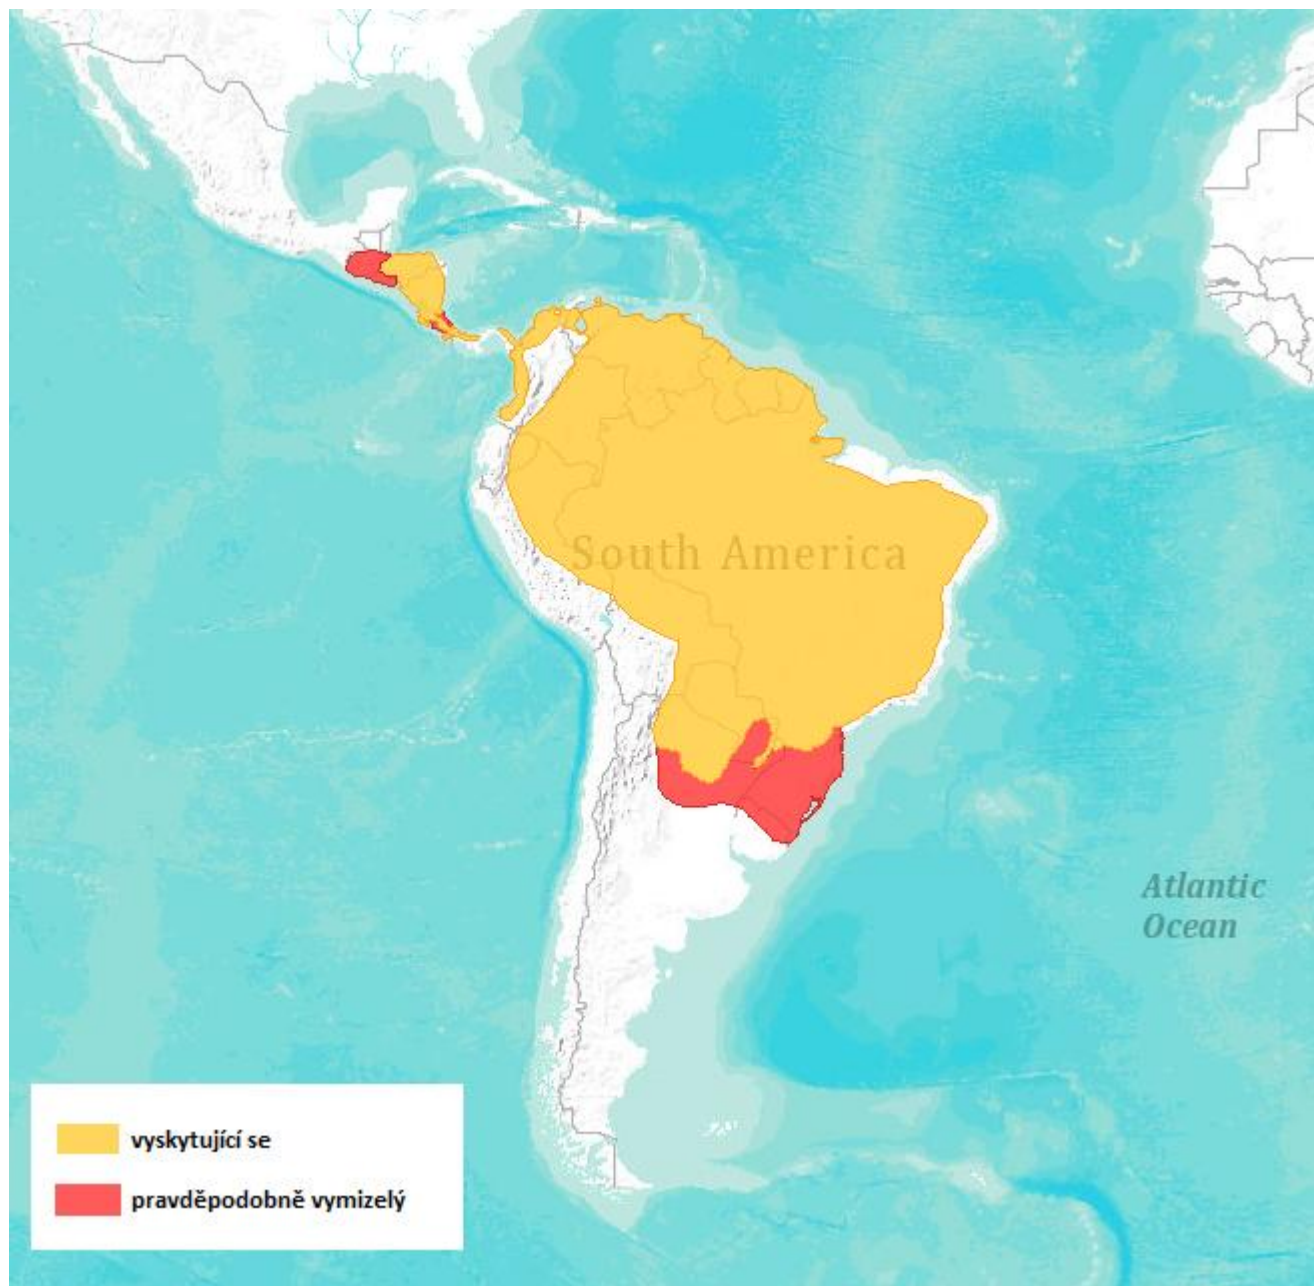 South America
Atlantic
Ocean
vyskytující se
pravděpodobně vymizelý